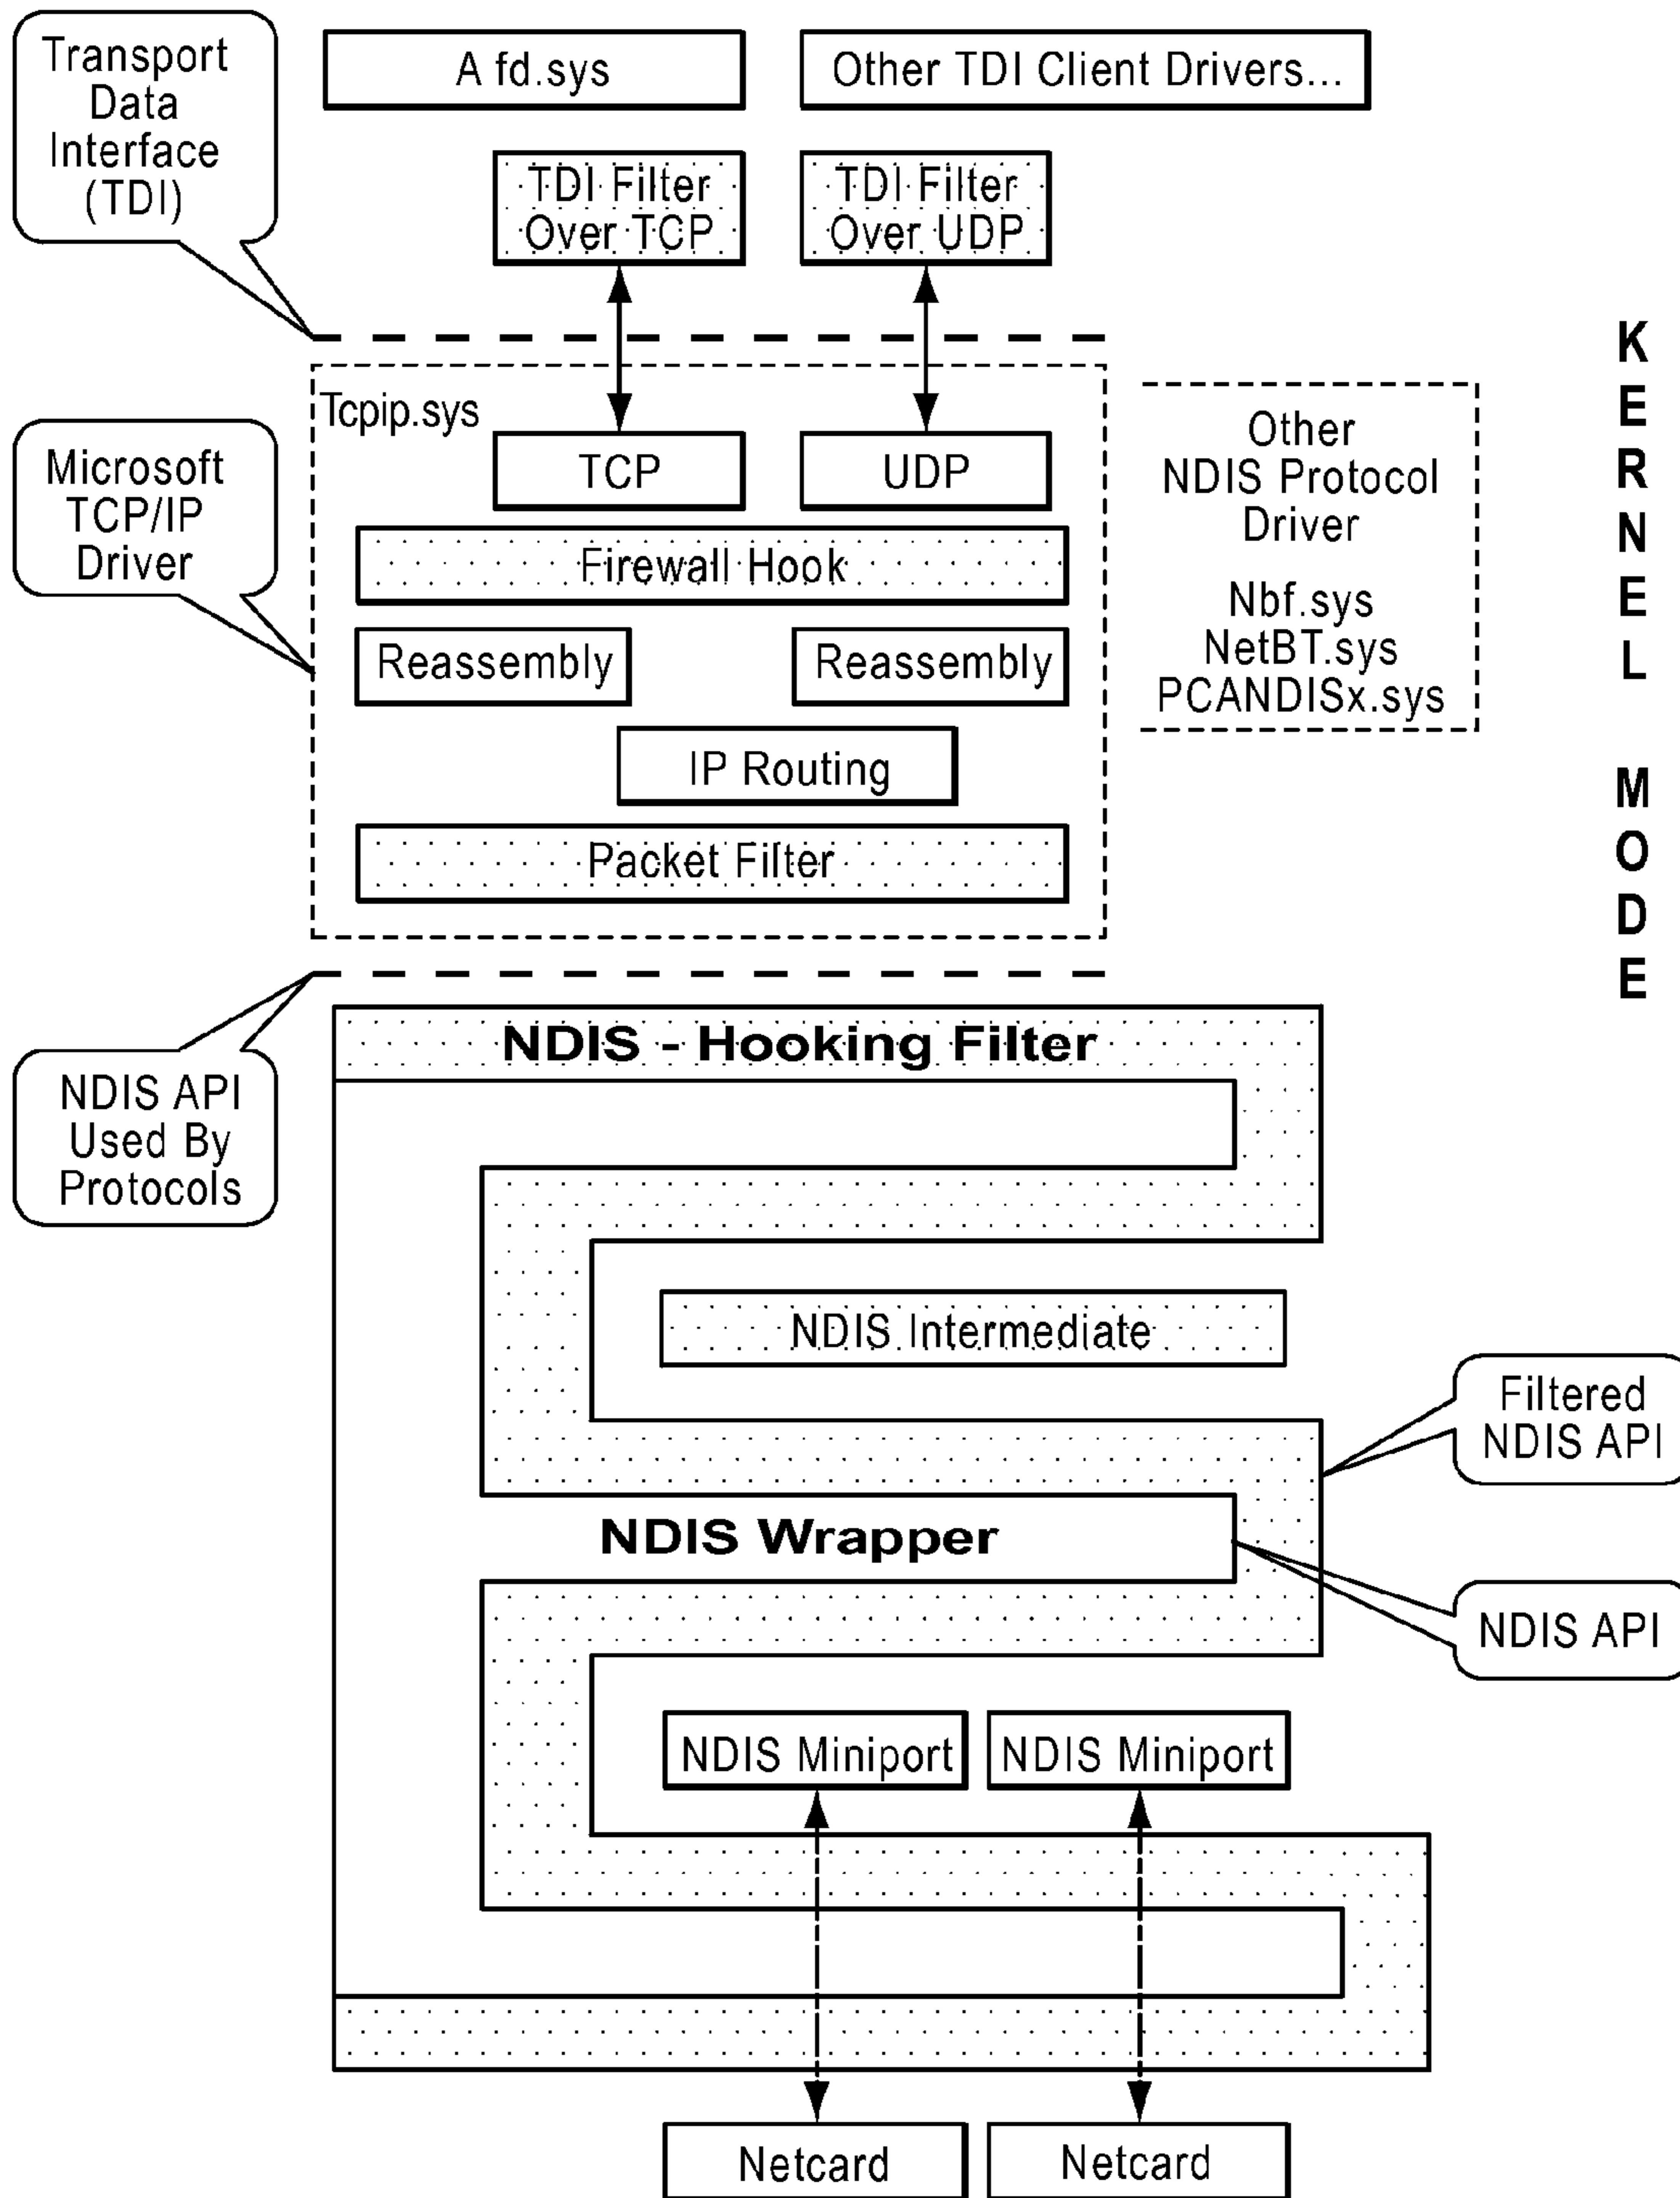 Transport
Data
Interface
(TDI)
A fd.sys
Other TDI Client Drivers...
TDI Filter
Over TCP
TDI Filter
Over UDP
Tcpip.sys
TCP
UDP
Microsoft
TCP/IP
Driver
Firewall Hook
Reassembly
Reassembly
IP Routing
Packet Filter
Other
NDIS Protocol
Driver
Nbf.sys
NetBT.sys
PCANDISx.sys
KERNEL MODE
NDIS API
Used By
Protocols
NDIS - Hooking Filter
NDIS Intermediate
Filtered
NDIS API
NDIS Wrapper
NDIS API
NDIS Miniport
NDIS Miniport
Netcard
Netcard